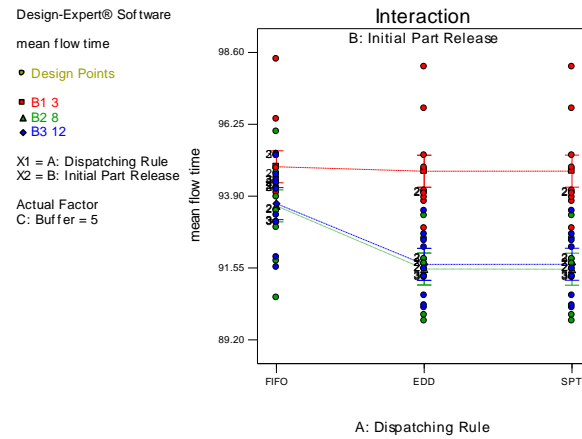 Design-Expert® Software
mean flow time
Design Points
B1 3
B2 8
B3 12
X1 = A: Dispatching Rule
X2 = B: Initial Part Release
Actual Factor
C: Buffer = 5
Interaction
B: Initial Part Release
98.60
96.25
93.90
91.55
89.20
mean flow time
FIFO EDD SPT
A: Dispatching Rule